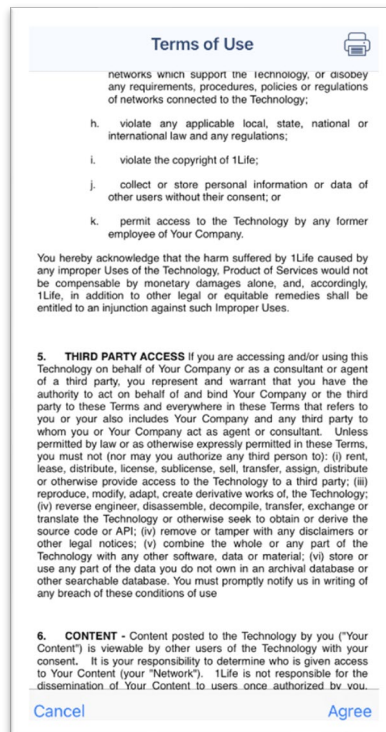 Terms of Use
networks which support the Technology, or disobey
any requirements, procedures, policies or regulations
of networks connected to the Technology;
h. violate any applicable local, state, national or
international law and any regulations;
i. violate the copyright of 1Life;
j. collect or store personal information or data of
other users without their consent; or
k. permit access to the Technology by any former
employee of Your Company.
You hereby acknowledge that the harm suffered by 1Life caused by
any improper Uses of the Technology, Product of Services would not
be compensable by monetary damages alone, and, accordingly,
1Life, in addition to other legal or equitable remedies shall be
entitled to an injunction against such Improper Uses.
5. THIRD PARTY ACCESS If you are accessing and/or using this
Technology on behalf of Your Company or as a consultant or agent
of a third party, you represent and warrant that you have the
authority to act on behalf of and bind Your Company or the third
party to these Terms and everywhere in these Terms that refers to
you or your also includes Your Company and any third party to
whom you or Your Company act as agent or consultant. Unless
permitted by law or as otherwise expressly permitted in these Terms,
you must not (nor may you authorize any third person to): (i) rent,
lease, distribute, license, sublicense, sell, transfer, assign, distribute
or otherwise provide access to the Technology to a third party; (iii)
reproduce, modify, adapt, create derivative works of, the Technology;
(iv) reverse engineer, disassemble, decompile, transfer, exchange or
translate the Technology or otherwise seek to obtain or derive the
source code or API; (iv) remove or tamper with any disclaimers or
other legal notices; (v) combine the whole or any part of the
Technology with any other software, data or material; (vi) store or
use any part of the data you do not own in an archival database or
other searchable database. You must promptly notify us in writing of
any breach of these conditions of use
6. CONTENT - Content posted to the Technology by you ("Your
Content") is viewable by other users of the Technology with your
consent. It is your responsibility to determine who is given access
to Your Content (your "Network"). 1Life is not responsible for the
dissemination of Your Content to users once authorized by you.
Cancel
Agree